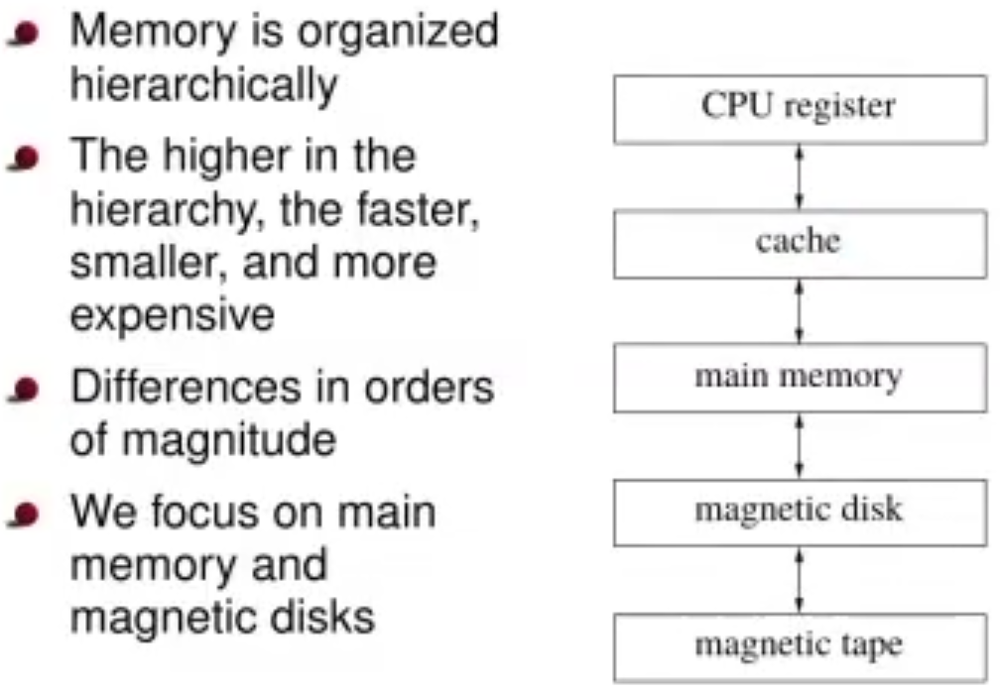 Memory is organized
hierarchically
The higher in the
hierarchy, the faster,
smaller, and more
expensive
Differences in orders
of magnitude
We focus on main
memory and
magnetic disks
CPU register
cache
main memory
magnetic disk
magnetic tape